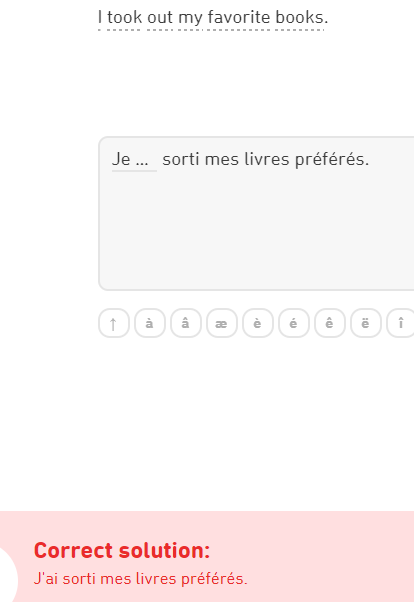 I took out my favorite books.
Je ... sorti mes livres préférés.
↑ à â æ è é ê ë î
Correct solution:
J'ai sorti mes livres préférés.